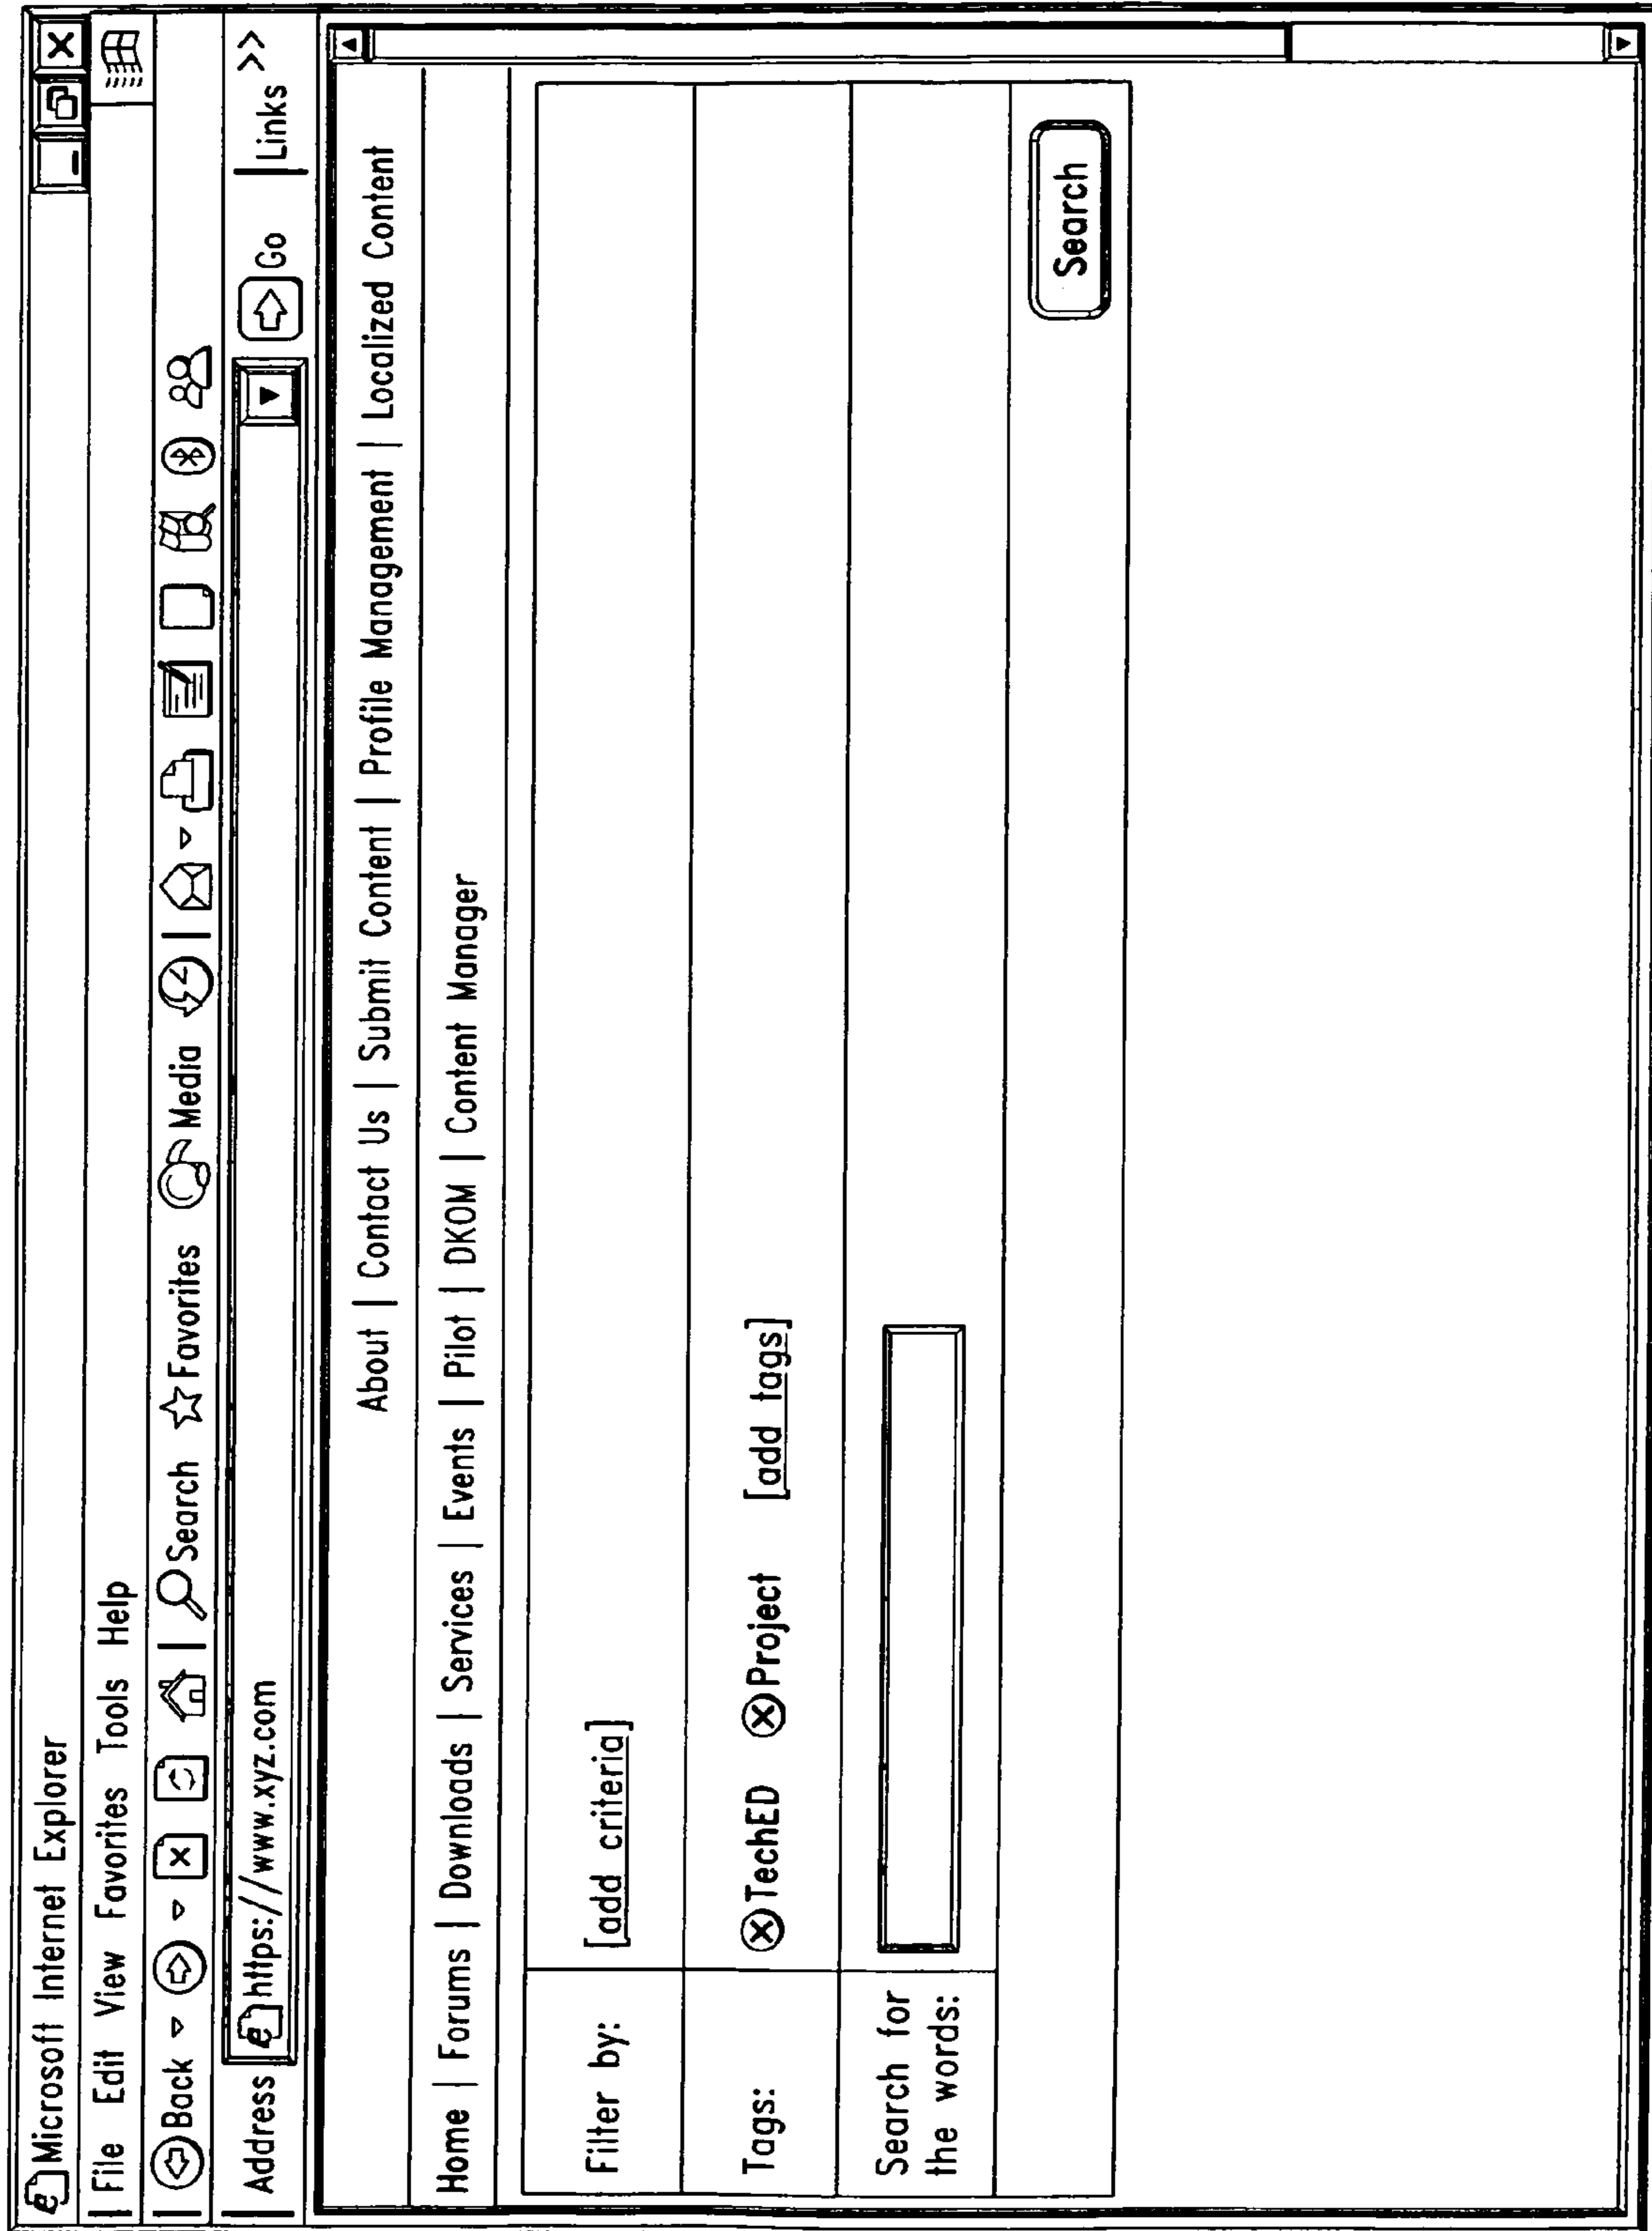 Microsoft Internet Explorer
File Edit View Favorites Tools Help
Back Search Favorites Media
Address https://www.xyz.com Go Links >>
About | Contact Us | Submit Content | Profile Management | Localized Content
Home | Forums | Downloads | Services | Events | Pilot | DKOM | Content Manager
Filter by: [add criteria]
Tags: TechED Project [add tags]
Search for
the words:
Search